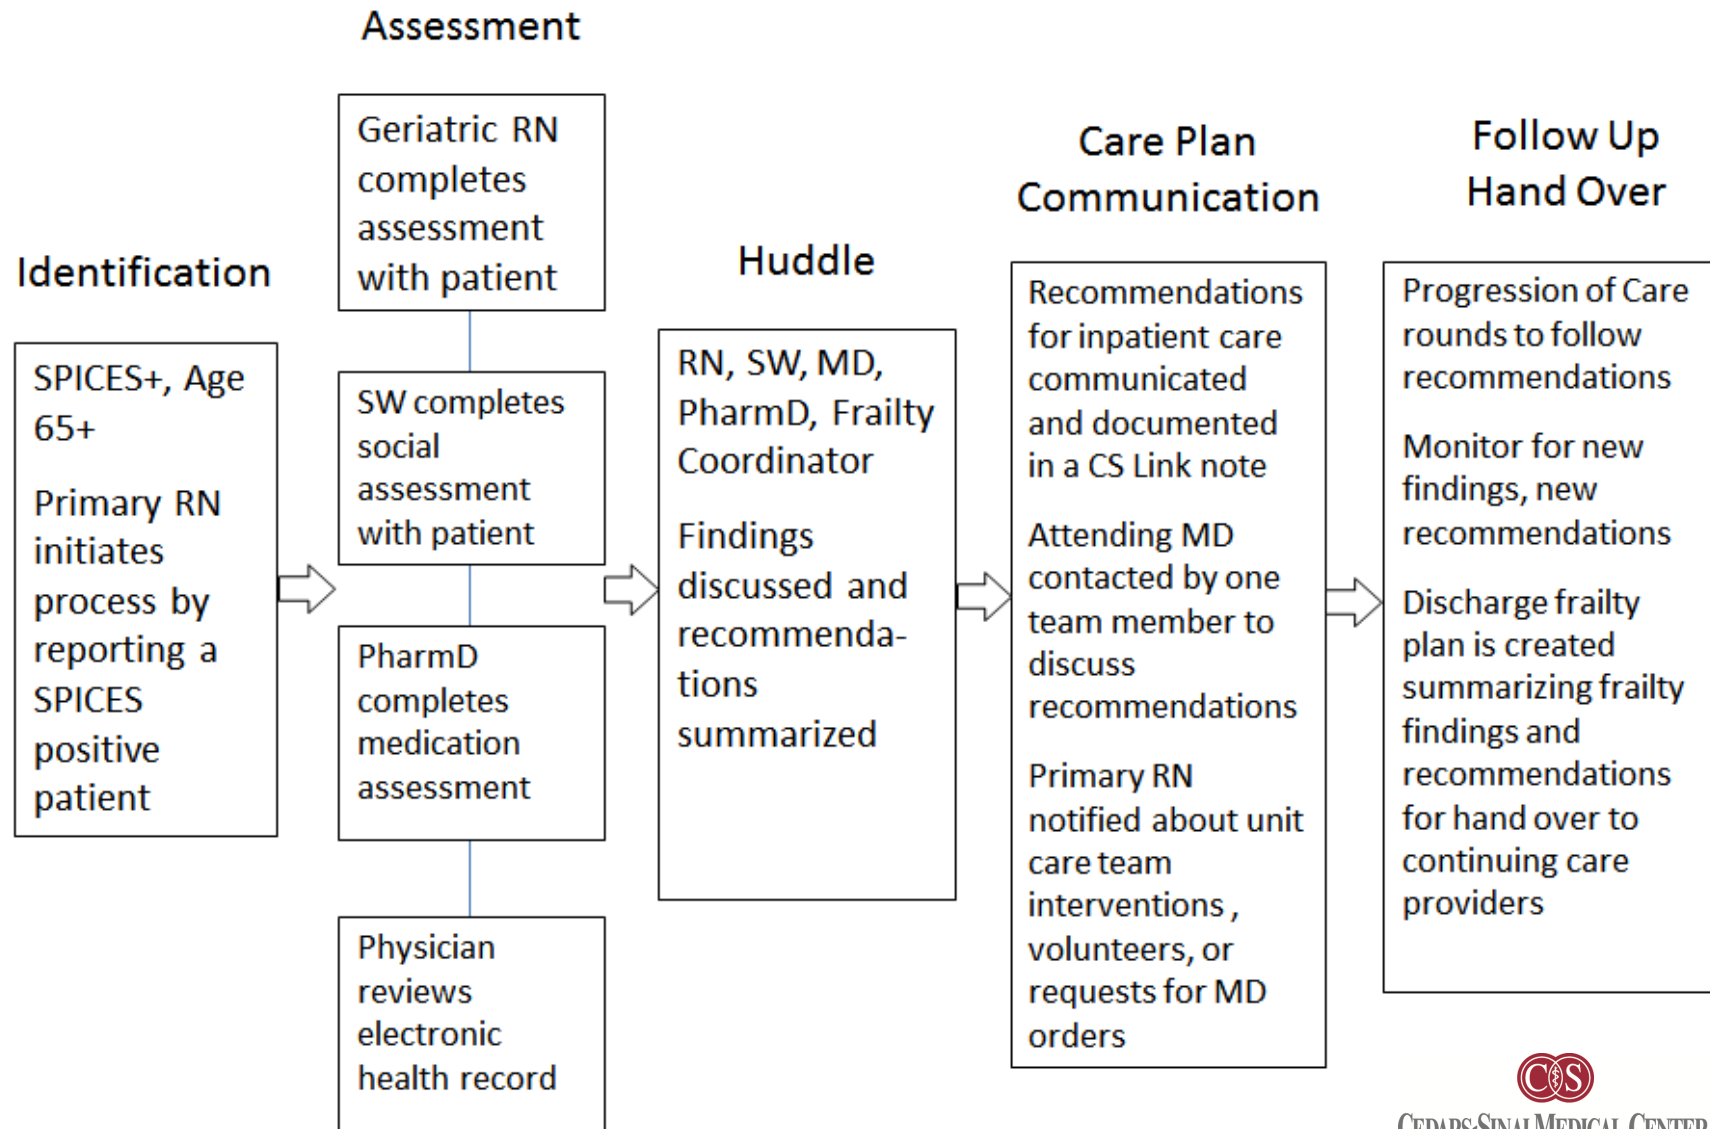 Assessment
Geriatric RN
completes
assessment
with patient
SW completes
social
assessment
with patient
PharmD
completes
medication
assessment
Physician
reviews
electronic
health record
Identification
SPICES+, Age
65+
Primary RN
initiates
process by
reporting a
SPICES
positive
patient
Huddle
RN, SW, MD,
PharmD, Frailty
Coordinator
Findings
discussed and
recommenda-
tions
summarized
Care Plan
Communication
Recommendations
for inpatient care
communicated
and documented
in a CS Link note
Attending MD
contacted by one
team member to
discuss
recommendations
Primary RN
notified about unit
care team
interventions ,
volunteers, or
requests for MD
orders
Follow Up
Hand Over
Progression of Care
rounds to follow
recommendations
Monitor for new
findings, new
recommendations
Discharge frailty
plan is created
summarizing frailty
findings and
recommendations
for hand over to
continuing care
providers
CS
CEDARS-SINAI MEDICAL CENTER